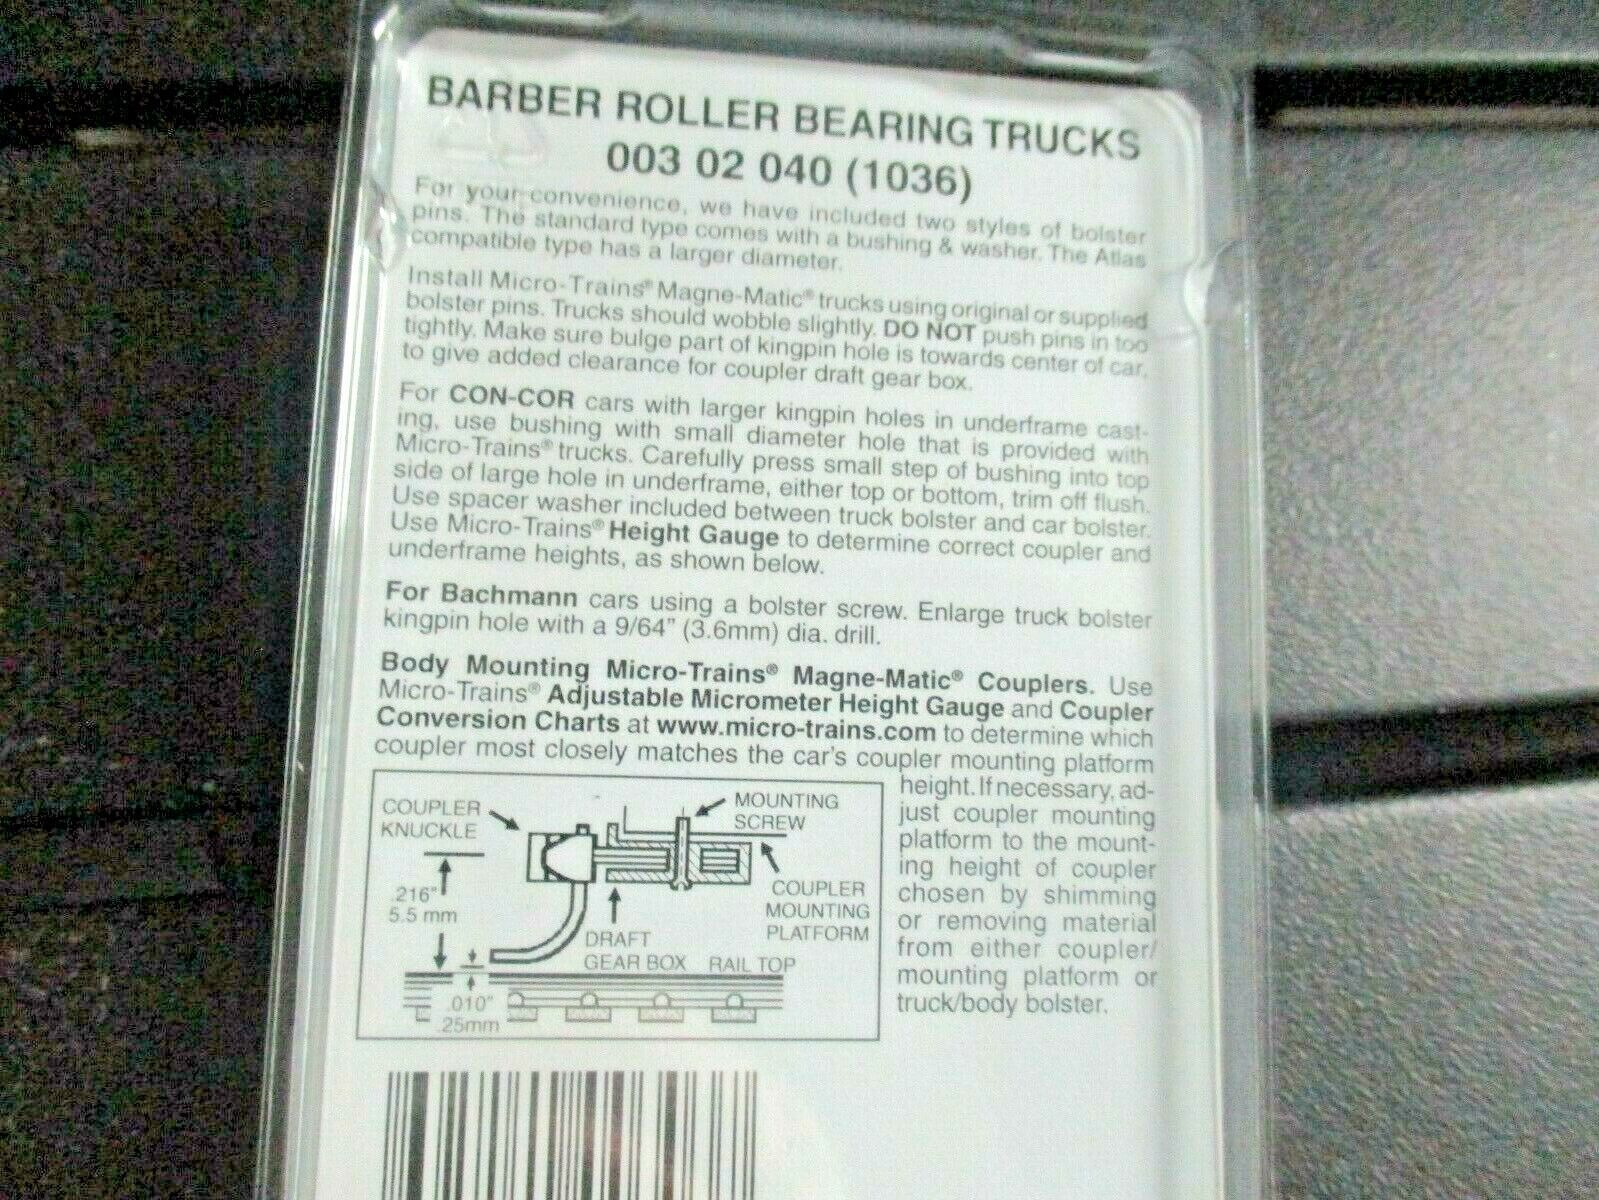 BARBER ROLLER BEARING TRUCKS
003 02 040 (1036)
For your convenience, we have included two styles of bolster
pins. The standard type comes with a bushing & washer. The Atlas
compatible type has a larger diameter.
Install Micro-Trains® Magne-Matic® trucks using original or supplied
bolster pins. Trucks should wobble slightly. DO NOT push pins in too
tightly. Make sure bulge part of kingpin hole is towards center of car,
to give added clearance for coupler draft gear box.
For CON-COR cars with larger kingpin holes in underframe cast-
ing, use bushing with small diameter hole that is provided with
Micro-Trains® trucks. Carefully press small step of bushing into top
side of large hole in underframe, either top or bottom, trim off flush.
Use spacer washer included between truck bolster and car bolster.
Use Micro-Trains® Height Gauge to determine correct coupler and
underframe heights, as shown below.
For Bachmann cars using a bolster screw. Enlarge truck bolster
kingpin hole with a 9/64" (3.6mm) dia. drill.
Body Mounting Micro-Trains® Magne-Matic® Couplers. Use
Micro-Trains® Adjustable Micrometer Height Gauge and Coupler
Conversion Charts at www.micro-trains.com to determine which
coupler most closely matches the car's coupler mounting platform
height. If necessary, ad-
just coupler mounting
platform to the mount-
ing height of coupler
chosen by shimming
or removing material
from either coupler/
mounting platform or
truck/body bolster.
COUPLER
KNUCKLE
MOUNTING
SCREW
.216"
5.5 mm
COUPLER
MOUNTING
PLATFORM
DRAFT
GEAR BOX
RAIL TOP
.010"
.25mm